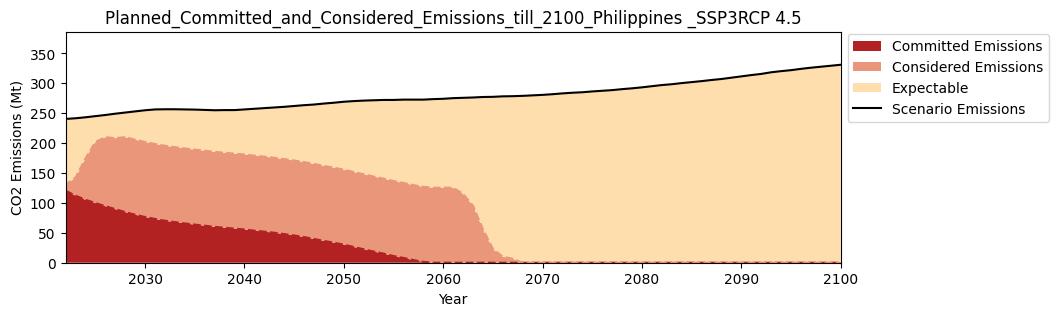 Planned_Committed_and_Considered_Emissions_till_2100_Philippines _SSP3RCP 4.5
CO2 Emissions (Mt)
350
300
250
200
150
100
50
0
2030 2040 2050 2060 2070 2080 2090 2100
Year
Committed Emissions
Considered Emissions
Expectable
Scenario Emissions